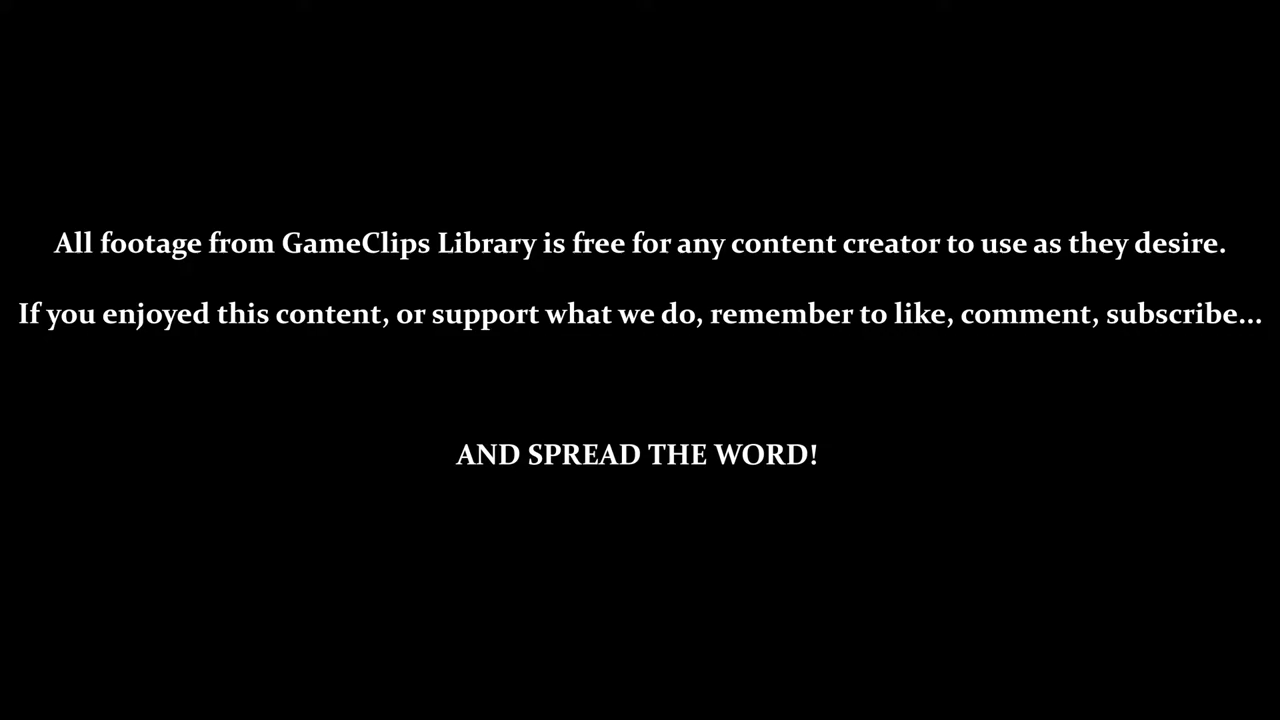 All footage from GameClips Library is free for any content creator to use as they desire.
If you enjoyed this content, or support what we do, remember to like, comment, subscribe...
AND SPREAD THE WORD!